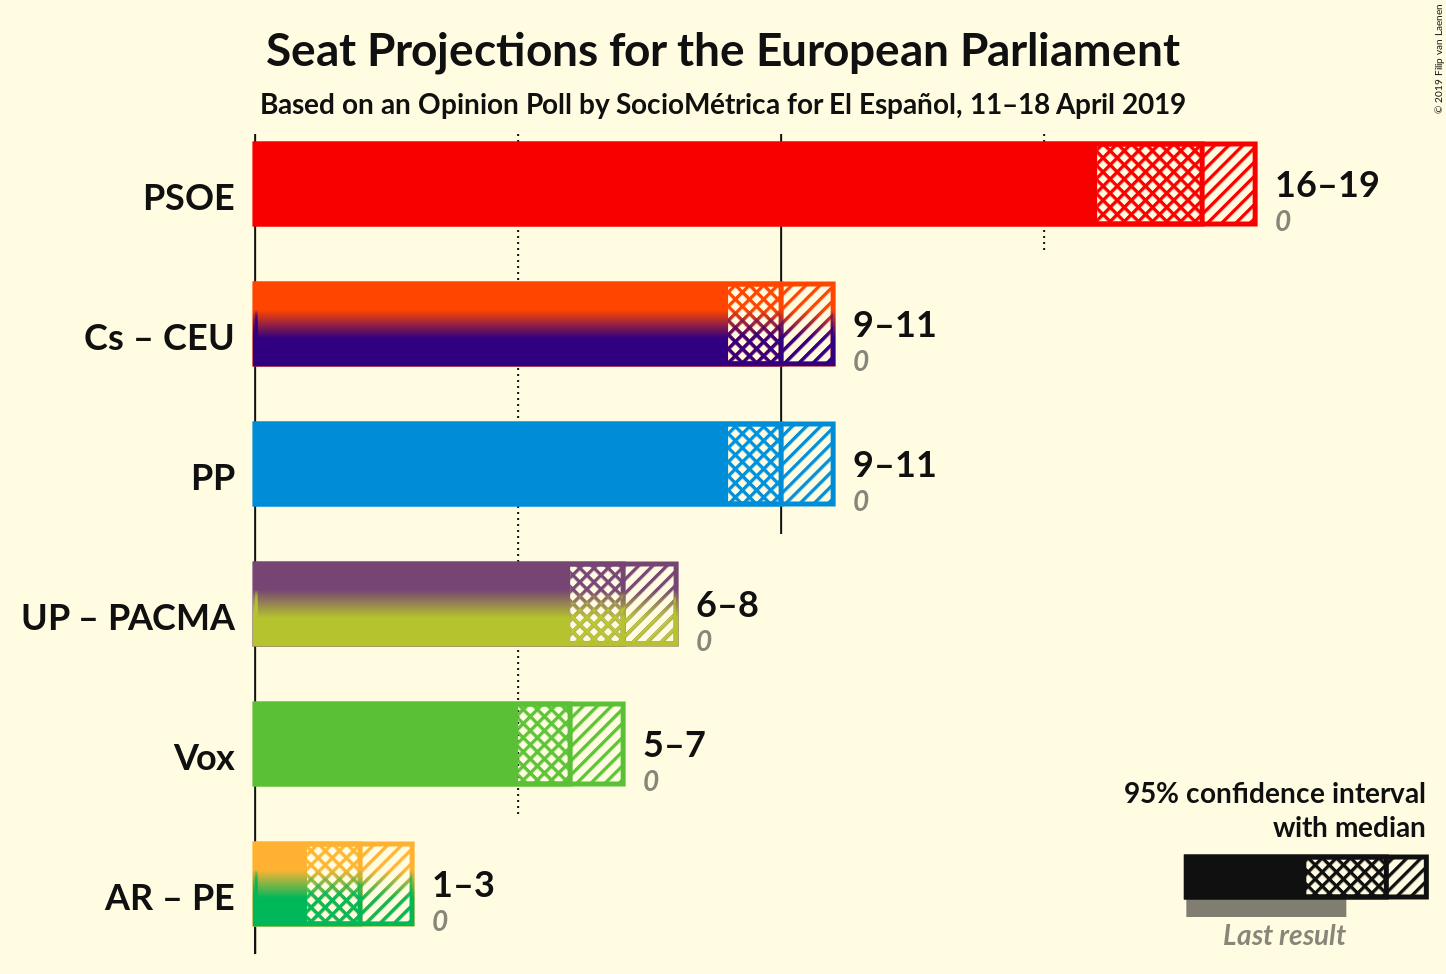 Seat Projections for the European Parliament
Based on an Opinion Poll by SocioMétrica for El Español, 11–18 April 2019
© 2019 Filip van Laenen
PSOE
16–19
0
Cs – CEU
9–11
0
PP
9–11
0
UP – PACMA
6–8
0
Vox
5–7
0
AR – PE
1–3
0
95% confidence interval
with median
Last result